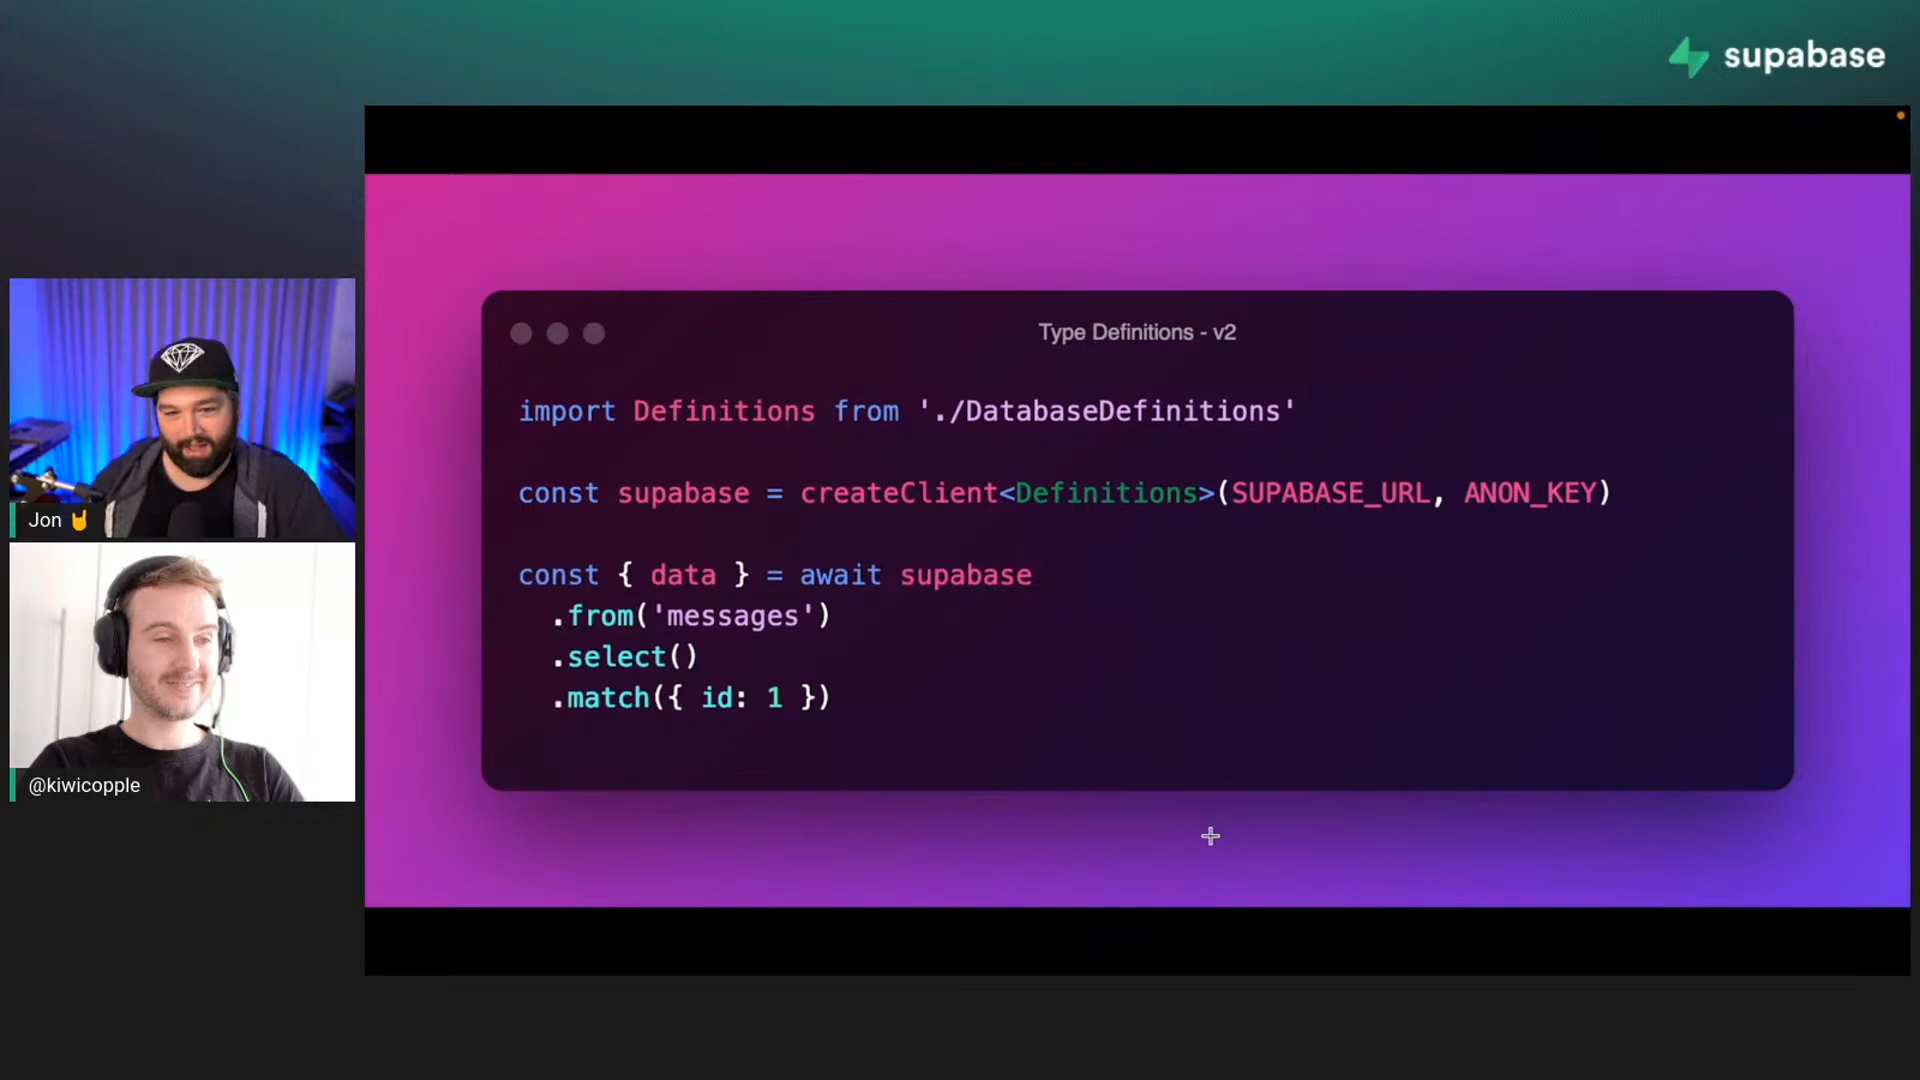 supabase
Type Definitions - v2
import Definitions from './DatabaseDefinitions'
const supabase = createClient<Definitions>(SUPABASE_URL, ANON_KEY)
const { data } = await supabase
.from('messages')
.select()
.match({ id: 1 })
Jon 🤘
@kiwicopple